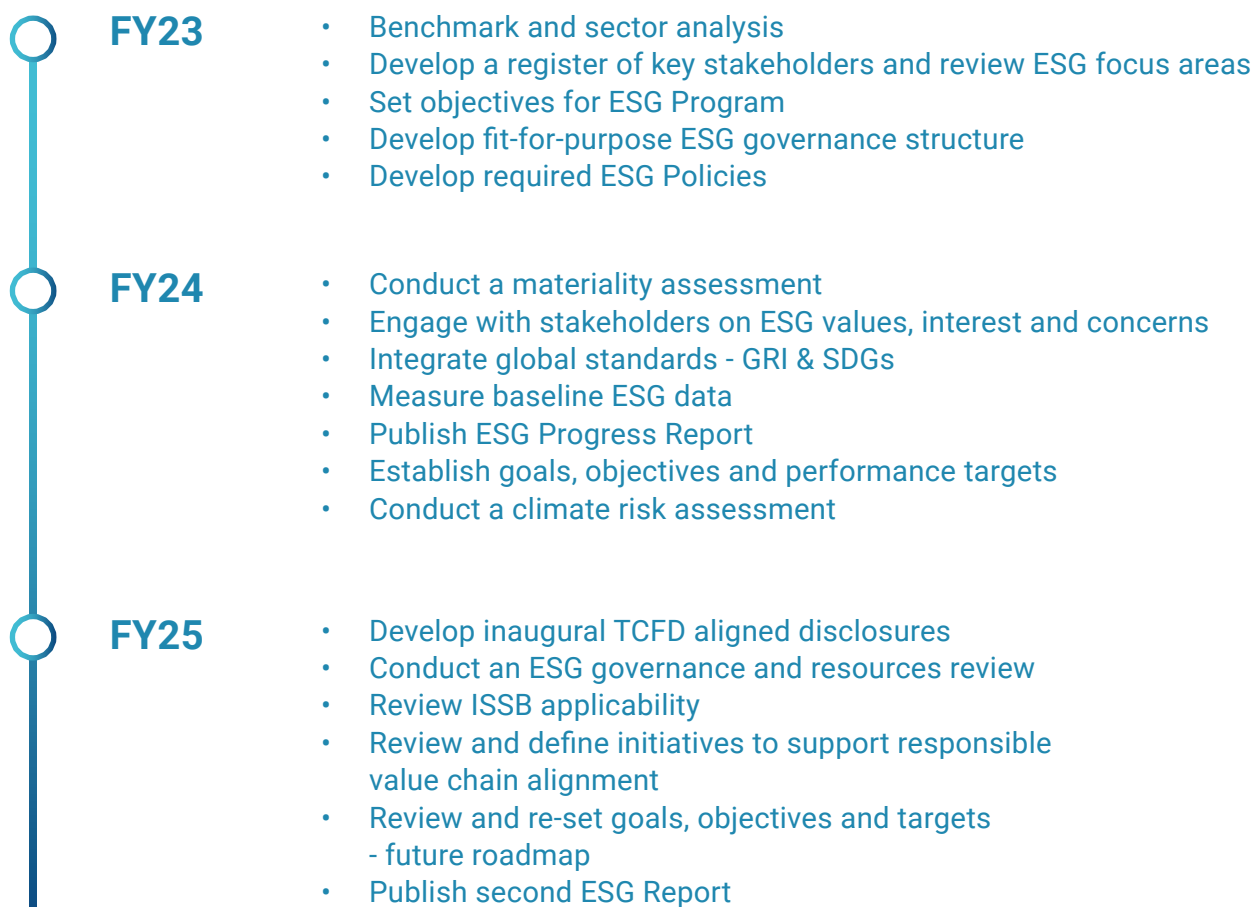 FY23
• Benchmark and sector analysis
• Develop a register of key stakeholders and review ESG focus areas
• Set objectives for ESG Program
• Develop fit-for-purpose ESG governance structure
• Develop required ESG Policies
FY24
• Conduct a materiality assessment
• Engage with stakeholders on ESG values, interest and concerns
• Integrate global standards - GRI & SDGs
• Measure baseline ESG data
• Publish ESG Progress Report
• Establish goals, objectives and performance targets
• Conduct a climate risk assessment
FY25
• Develop inaugural TCFD aligned disclosures
• Conduct an ESG governance and resources review
• Review ISSB applicability
• Review and define initiatives to support responsible
value chain alignment
• Review and re-set goals, objectives and targets
- future roadmap
• Publish second ESG Report